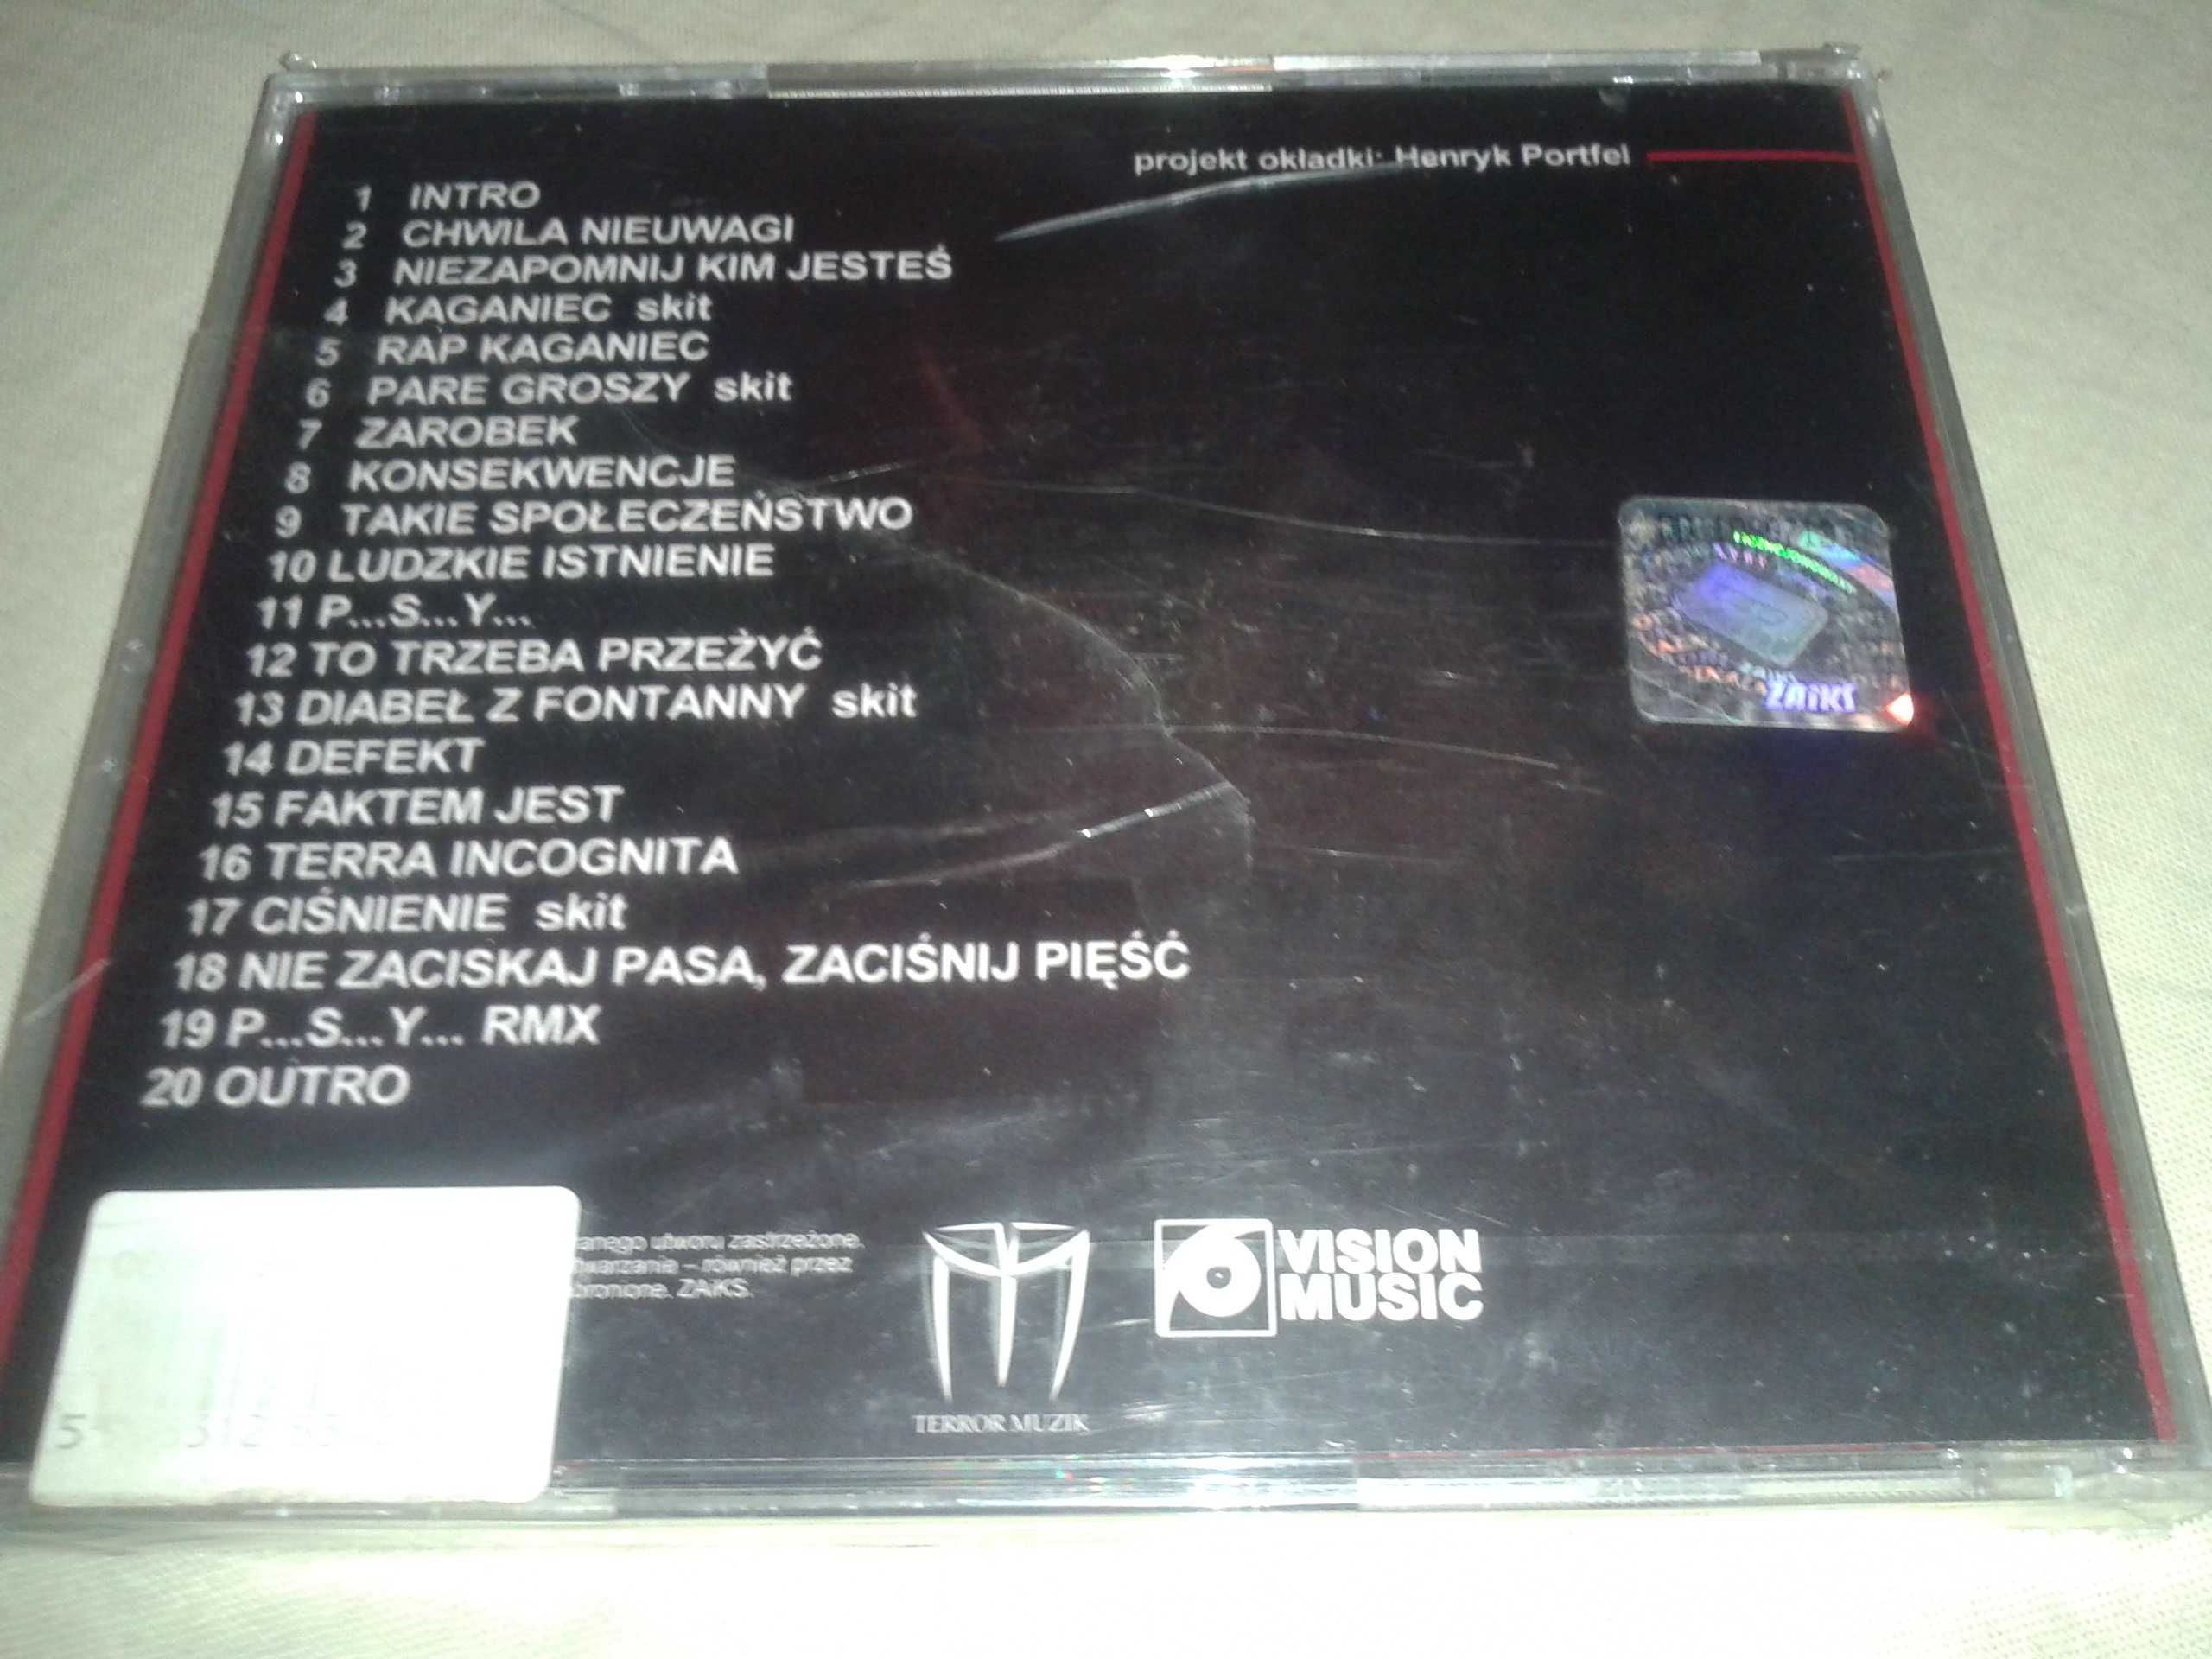 projekt okładki: Henryk Portfel
1 INTRO
2 CHWILA NIEUWAGI
3 NIEZAPOMNIJ KIM JESTEŚ
4 KAGANIEC skit
5 RAP KAGANIEC
6 PARE GROSZY skit
7 ZAROBEK
8 KONSEKWENCJE
9 TAKIE SPOŁECZEŃSTWO
10 LUDZKIE ISTNIENIE
11 P...S...Y...
12 TO TRZEBA PRZEŻYĆ
13 DIABEŁ Z FONTANNY skit
14 DEFEKT
15 FAKTEM JEST
16 TERRA INCOGNITA
17 CIŚNIENIE skit
18 NIE ZACISKAJ PASA, ZACIŚNIJ PIĘŚĆ
19 P...S...Y... RMX
20 OUTRO
ZAiKS
anego utworu zastrzeżone.
twarzania – również przez
bronione. ZAiKS.
TERROR MUZIK
VISION
MUSIC